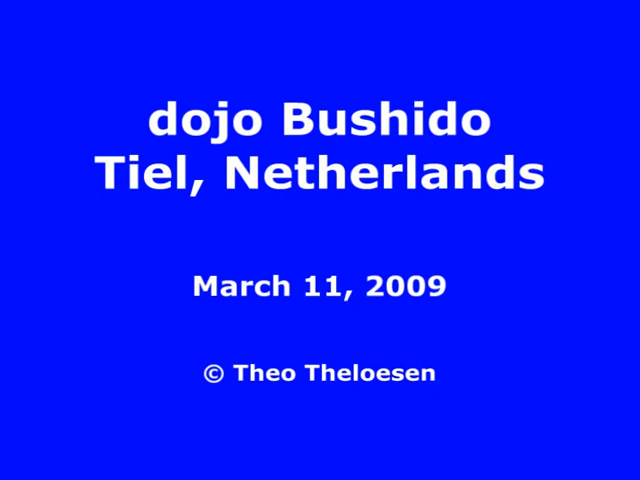 dojo Bushido
Tiel, Netherlands
March 11, 2009
© Theo Theloesen